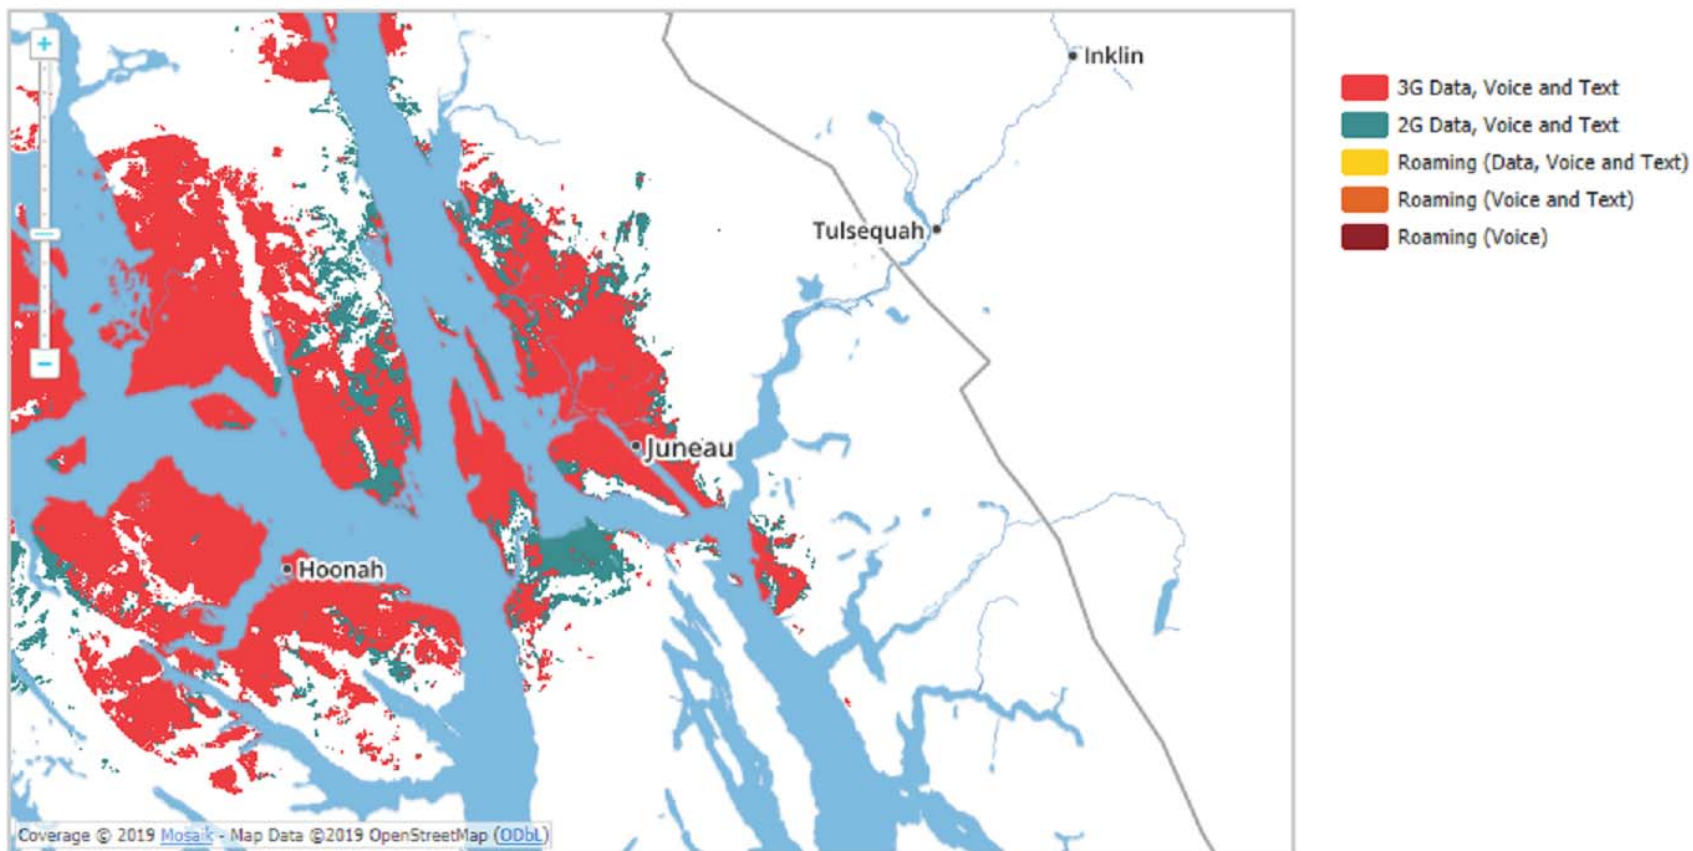 Inklin
Tulsequah
Juneau
Hoonah
Coverage © 2019 Mosaik - Map Data ©2019 OpenStreetMap (ODbL)
3G Data, Voice and Text
2G Data, Voice and Text
Roaming (Data, Voice and Text)
Roaming (Voice and Text)
Roaming (Voice)